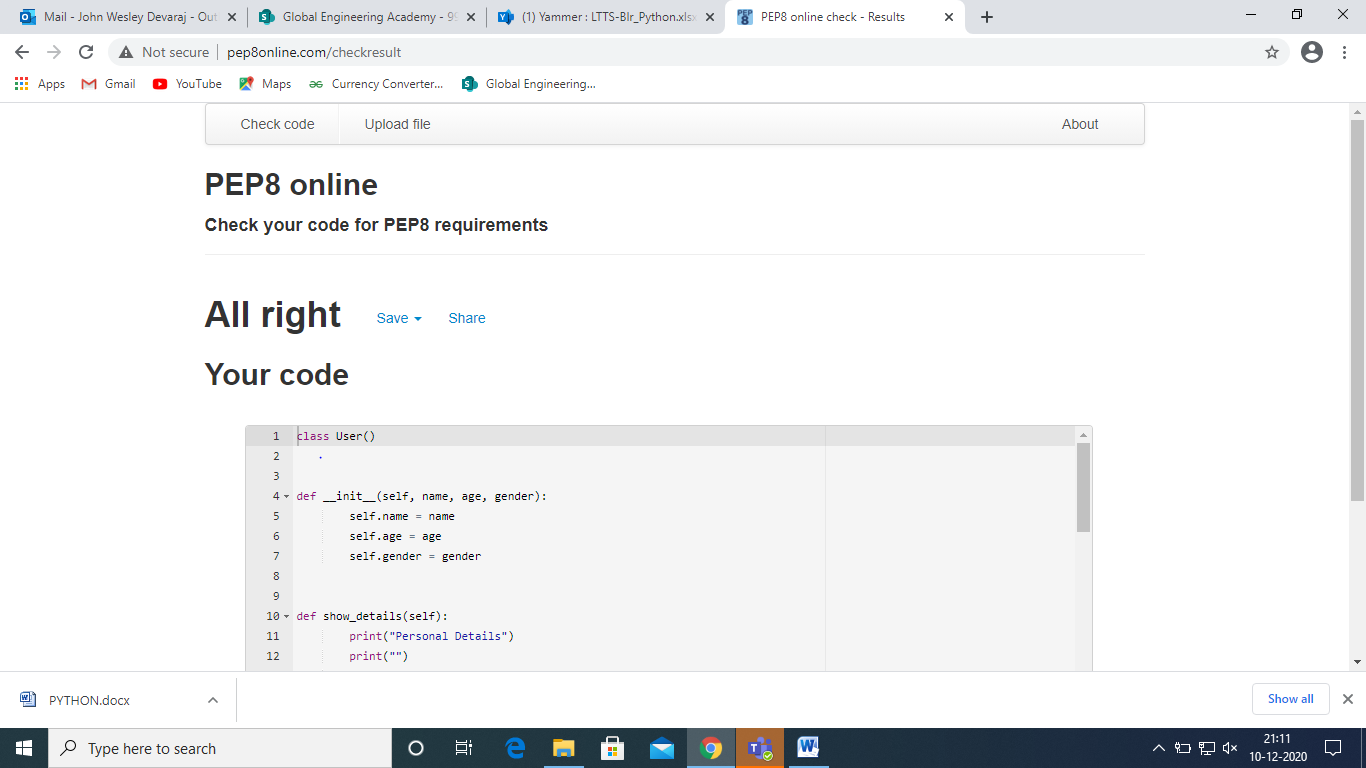 Mail - John Wesley Devaraj - Out
Global Engineering Academy - 99
(1) Yammer : LTTS-Blr_Python.xlsx
PEP8 online check - Results
Not secure
pep8online.com/checkresult
Apps
Gmail
YouTube
Maps
Currency Converter...
Global Engineering...
Check code
Upload file
About
PEP8 online
Check your code for PEP8 requirements
All right
Save
Share
Your code
1 class User()
2 .
3
4 def __init__(self, name, age, gender):
5 self.name = name
6 self.age = age
7 self.gender = gender
8
9
10 def show_details(self):
11 print("Personal Details")
12 print("")
PYTHON.docx
Show all
Type here to search
21:11
10-12-2020